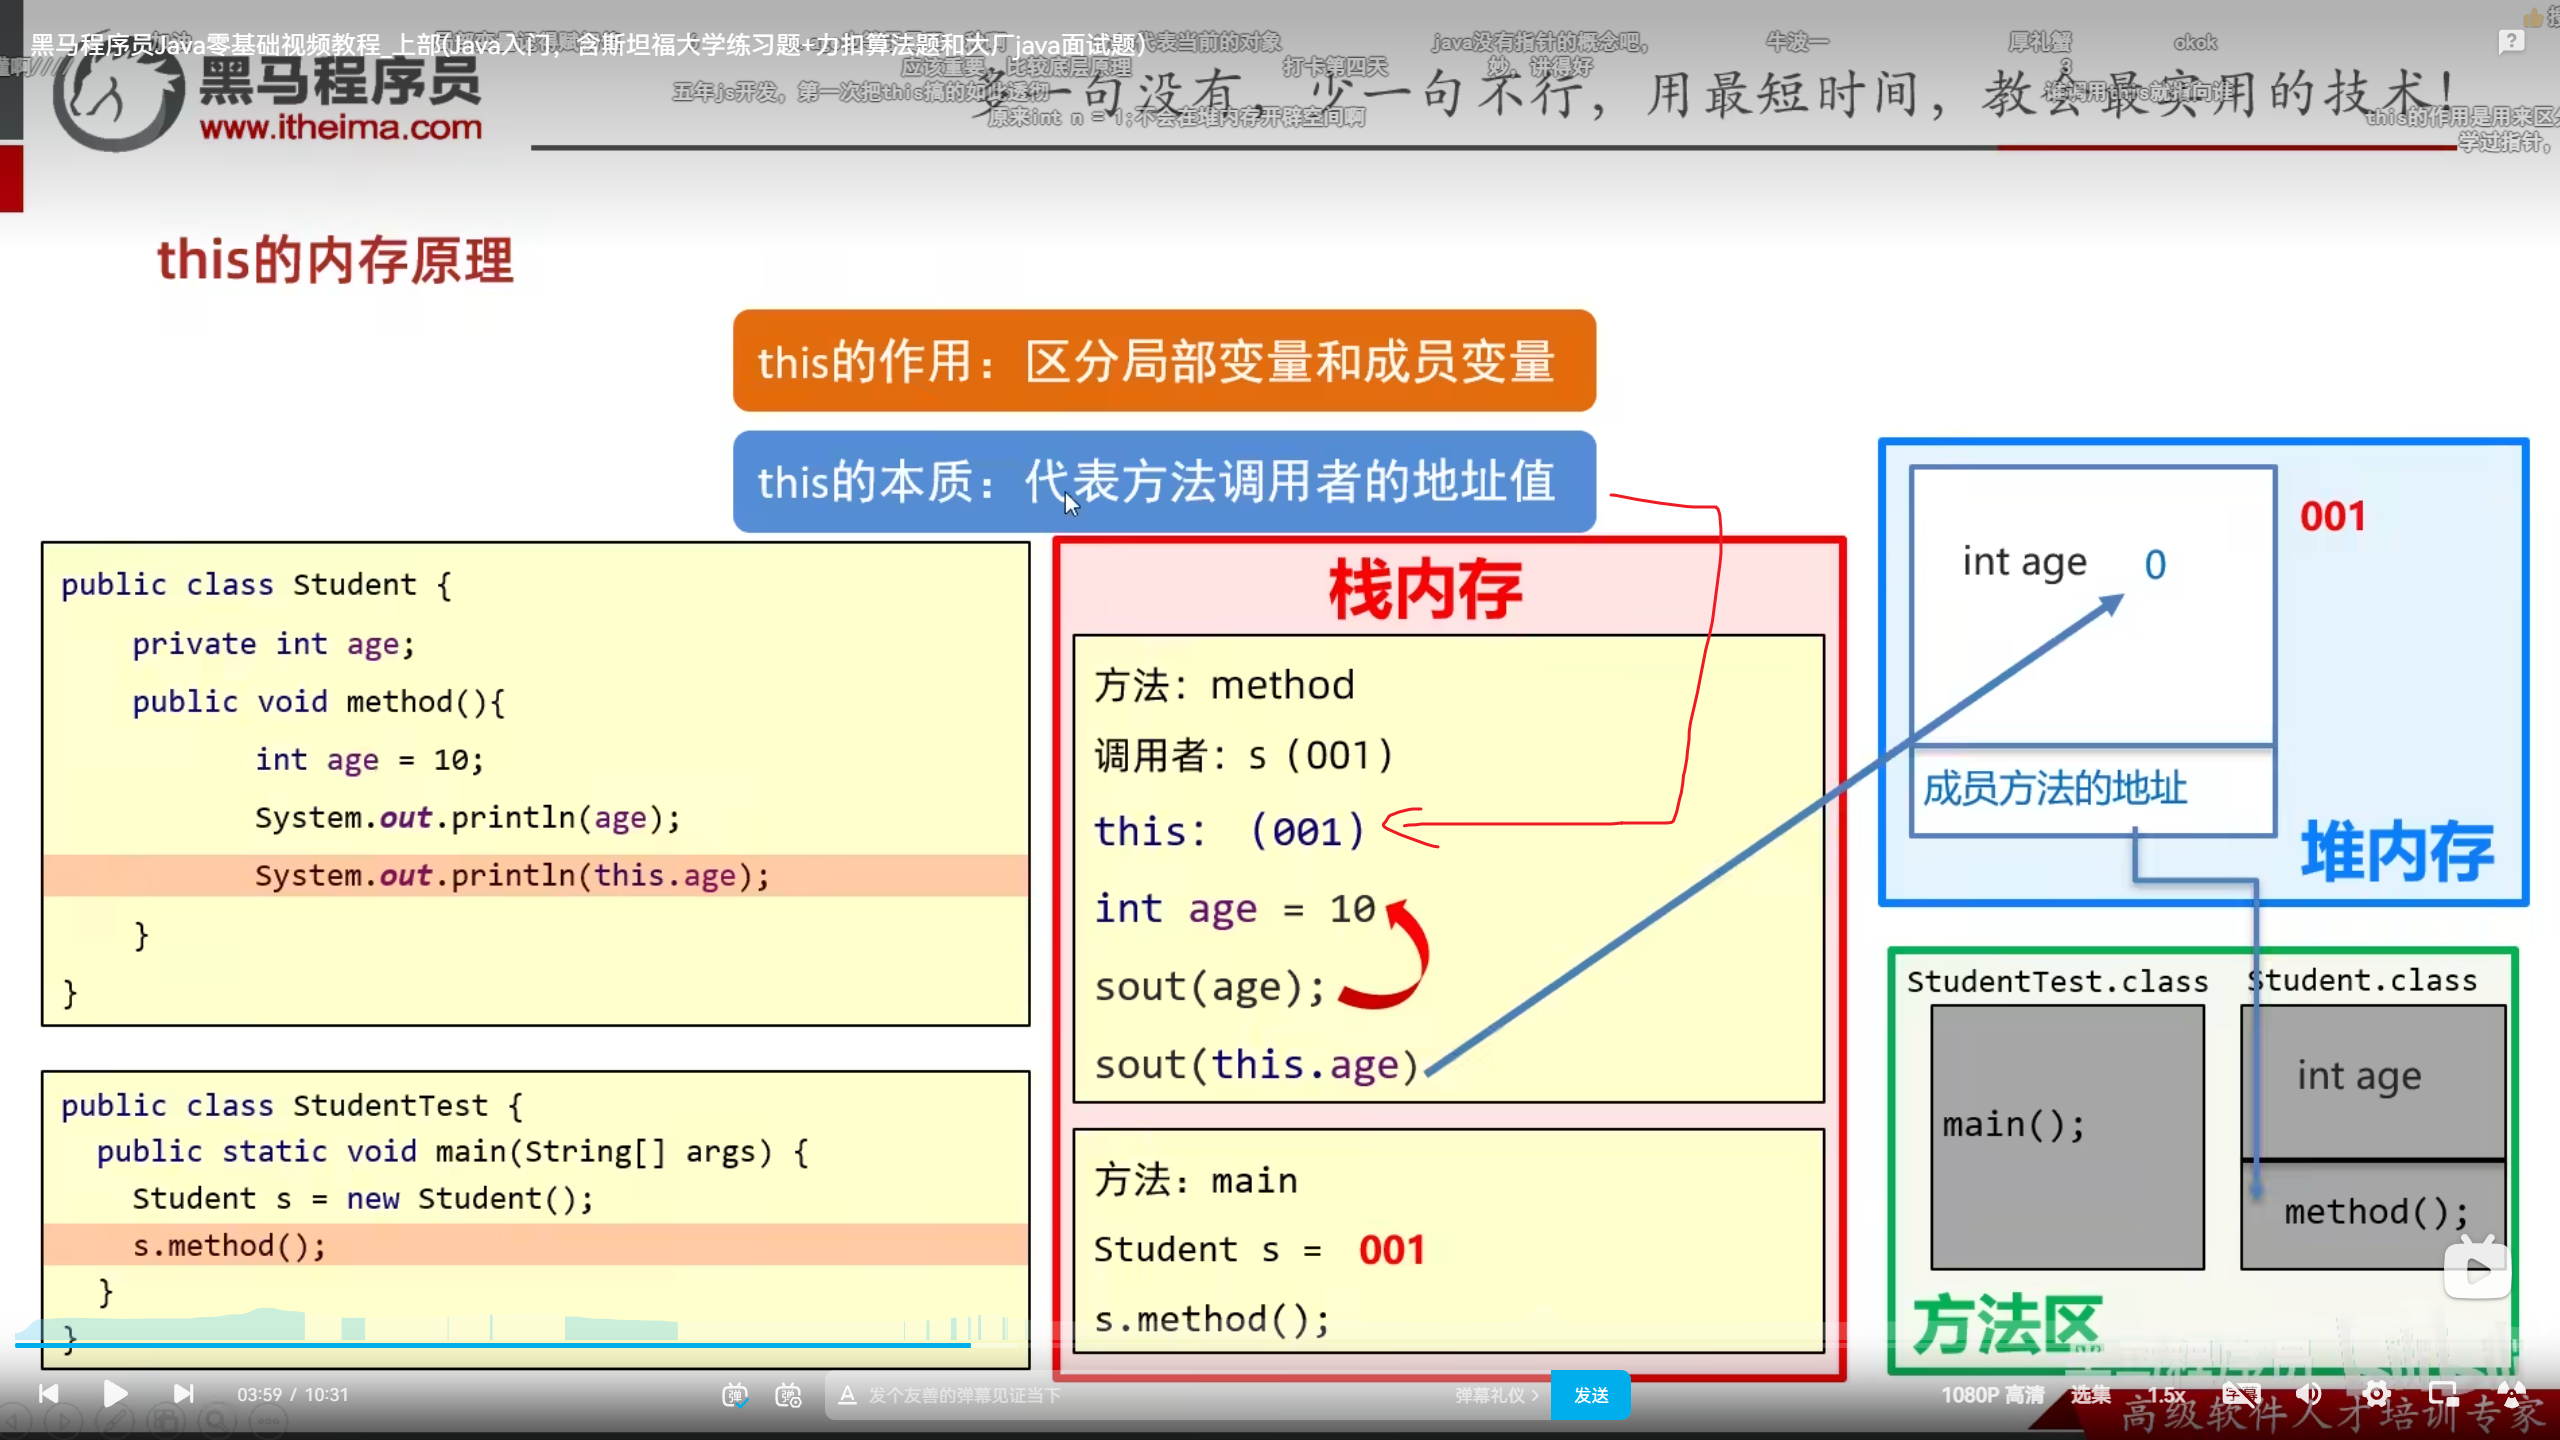 黑马程序员Java零基础视频教程_上部(Java入门，含斯坦福大学练习题+力扣算法题和大厂java面试题)
代表当前的对象
java没有指针的概念吧，
牛波一
厚礼蟹
okok
应该重要，比较底层原理
打卡第四天
妙，讲得好
3
五年js开发，第一次把this搞的如此透彻
原来int n = 1;不会在堆内存开辟空间啊
this的作用是用来区分
学过指针，
黑马程序员
www.itheima.com
多一句没有，少一句不行，用最短时间，教会最实用的技术！
this的内存原理
this的作用：区分局部变量和成员变量
this的本质：代表方法调用者的地址值
public class Student {
private int age;
public void method(){
int age = 10;
System.out.println(age);
System.out.println(this.age);
}
}
public class StudentTest {
public static void main(String[] args) {
Student s = new Student();
s.method();
}
}
栈内存
方法：method
调用者：s（001）
this：（001）
int age = 10
sout(age);
sout(this.age)
方法：main
Student s = 001
s.method();
int age 0
001
成员方法的地址
堆内存
StudentTest.class
main();
Student.class
int age
method();
方法区
03:59 / 10:31
弹
弹
A 发个友善的弹幕见证当下
弹幕礼仪 >
发送
1080P 高清
选集
1.5x
字幕
高级软件人才培训专家